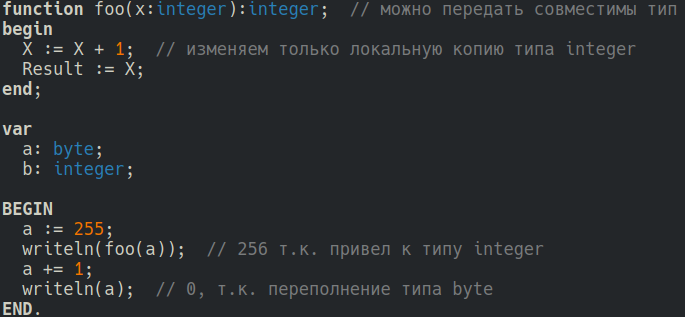 function foo(x:integer):integer;  // можно передать совместимы тип
begin
  X := X + 1;  // изменяем только локальную копию типа integer
  Result := X;
end;

var
  a: byte;
  b: integer;

BEGIN
  a := 255;
  writeln(foo(a));  // 256 т.к. привел к типу integer
  a += 1;
  writeln(a);  // 0, т.к. переполнение типа byte
END.